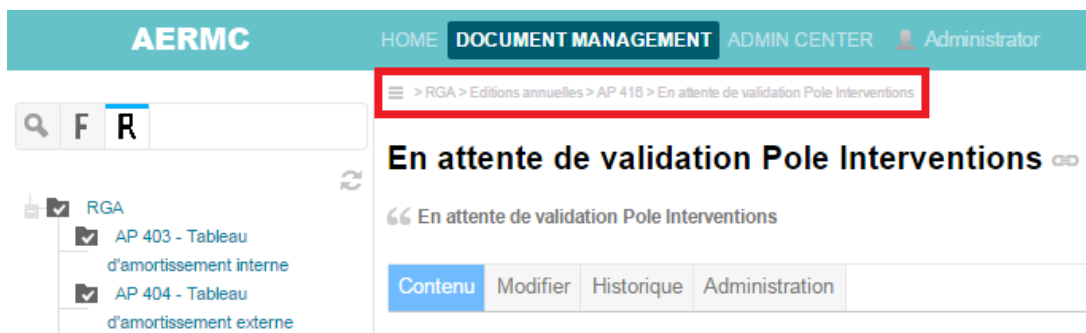 AERMC
HOME DOCUMENT MANAGEMENT ADMIN CENTER Administrator
> RGA > Editions annuelles > AP 416 > En attente de validation Pole Interventions
F R
En attente de validation Pole Interventions
En attente de validation Pole Interventions
Contenu Modifier Historique Administration
RGA
AP 403 - Tableau
d'amortissement interne
AP 404 - Tableau
d'amortissement externe